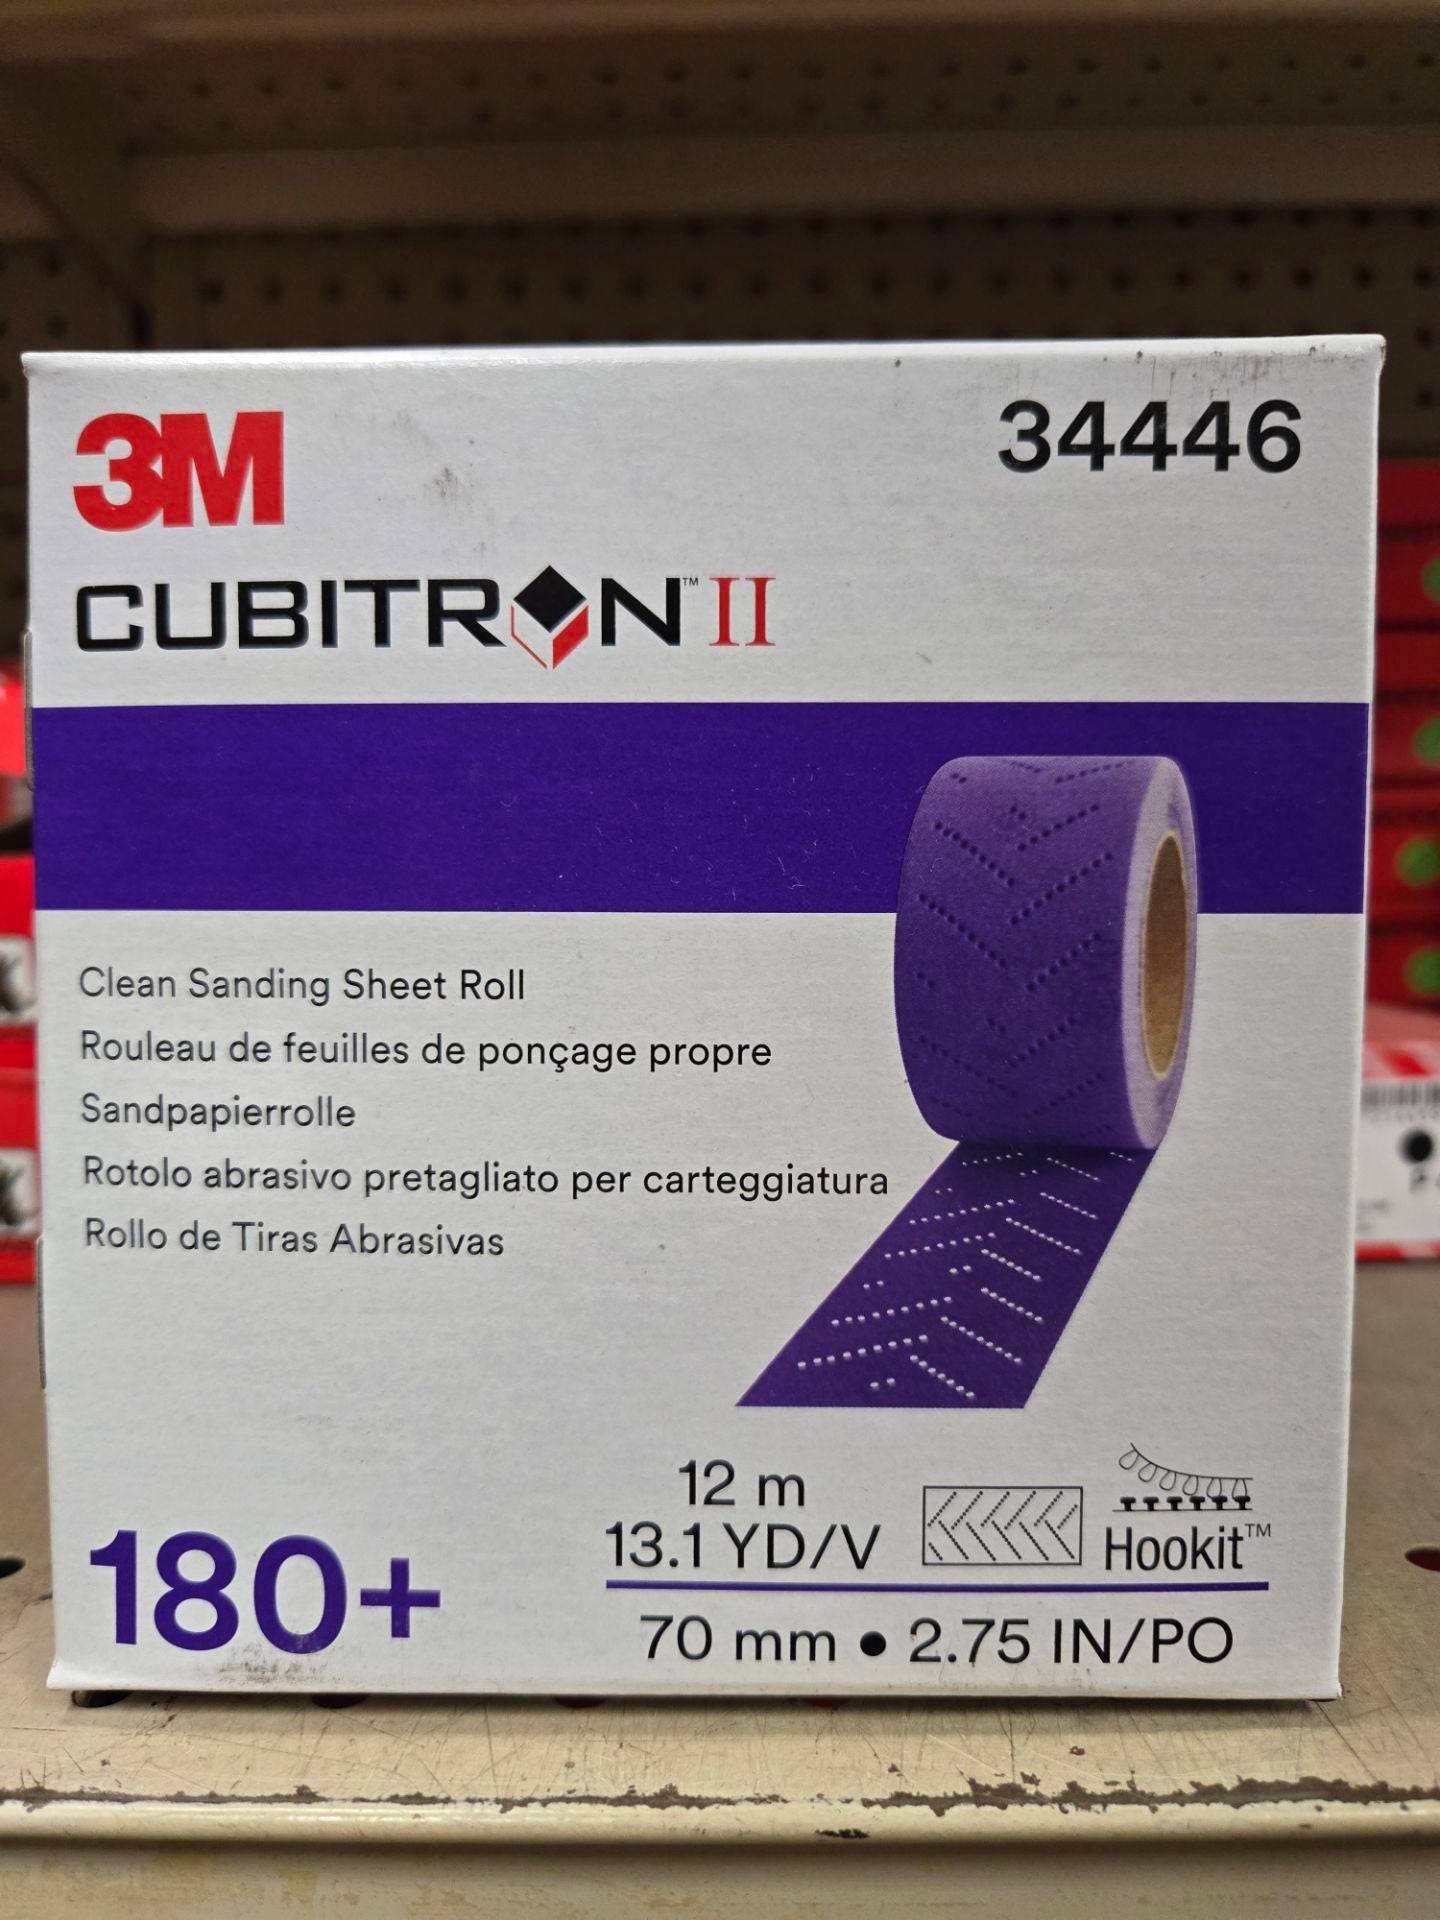 3M
34446
CUBITRON™ II
Clean Sanding Sheet Roll
Rouleau de feuilles de ponçage propre
Sandpapierrolle
Rotolo abrasivo pretagliato per carteggiatura
Rollo de Tiras Abrasivas
180+
12 m
13.1 YD/V
Hookit™
70 mm • 2.75 IN/PO